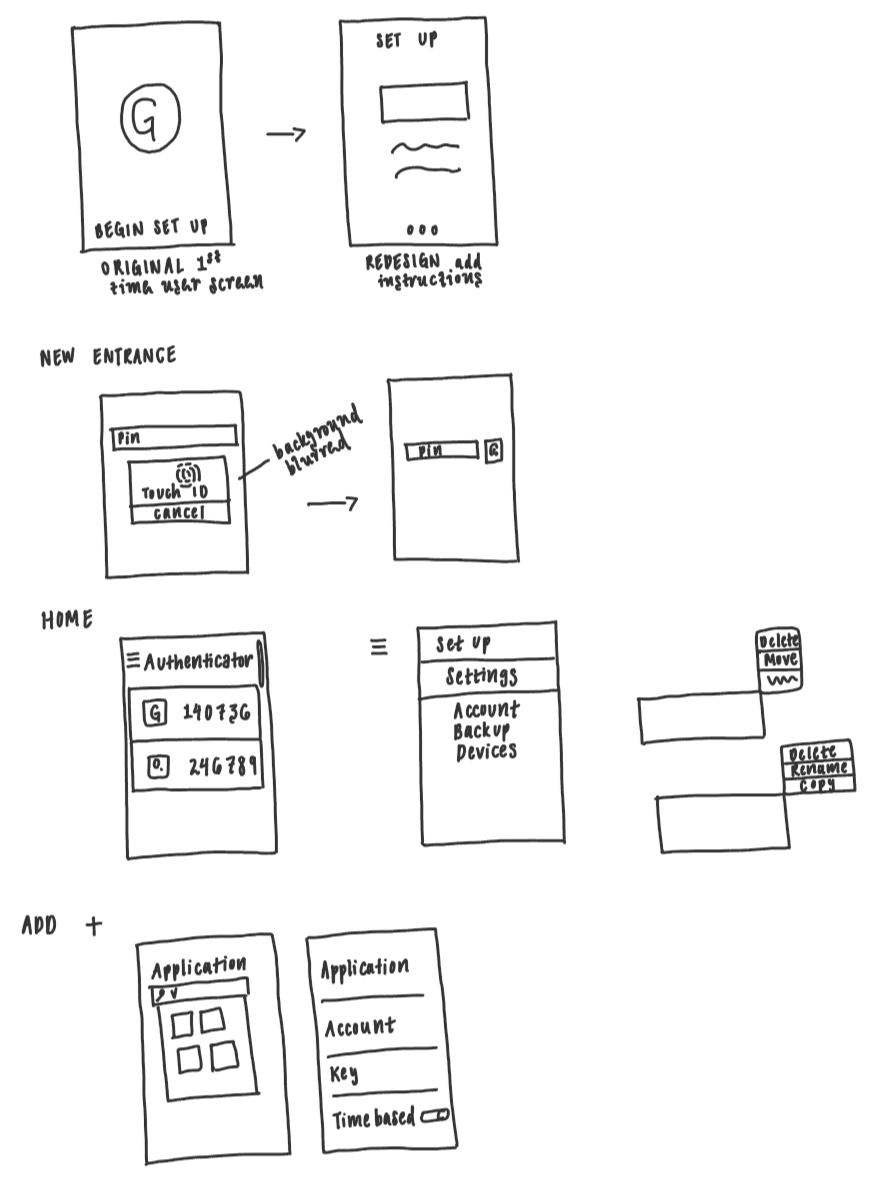 G
BEGIN SET UP
ORIGINAL 1st
time user screen
SET UP
REDESIGN add
instructions
NEW ENTRANCE
Pin
Touch ID
cancel
background
blurred
Pin
HOME
Authenticator
G 190736
246789
Set up
Settings
Account
Backup
Devices
Delete
Move
Delete
Rename
Copy
ADD +
Application
Application
Account
Key
Time based